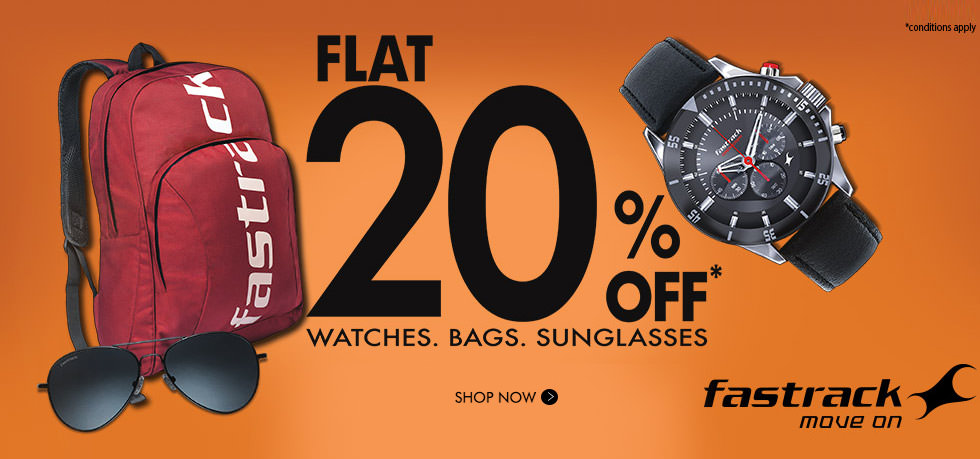 *conditions apply
FLAT
20%
OFF*
WATCHES. BAGS. SUNGLASSES
SHOP NOW
fastrack
fastrack
fastrack
move on